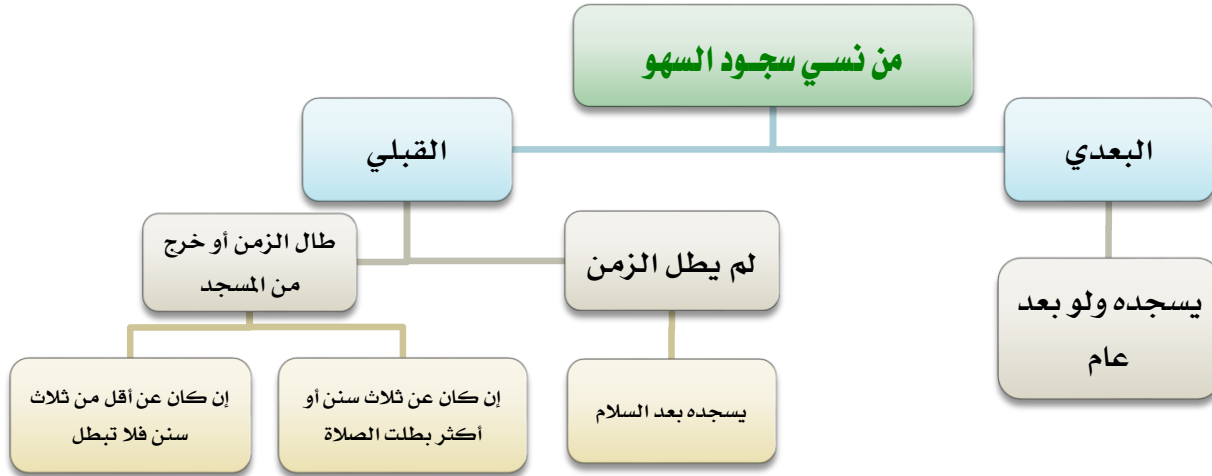 من نسي سجود السهو
البعدي
القبلي
يسجده ولو بعد
عام
لم يطل الزمن
طال الزمن أو خرج
من المسجد
يسجده بعد السلام
إن كان عن ثلاث سنن أو
أكثر بطلت الصلاة
إن كان عن أقل من ثلاث
سنن فلا تبطل